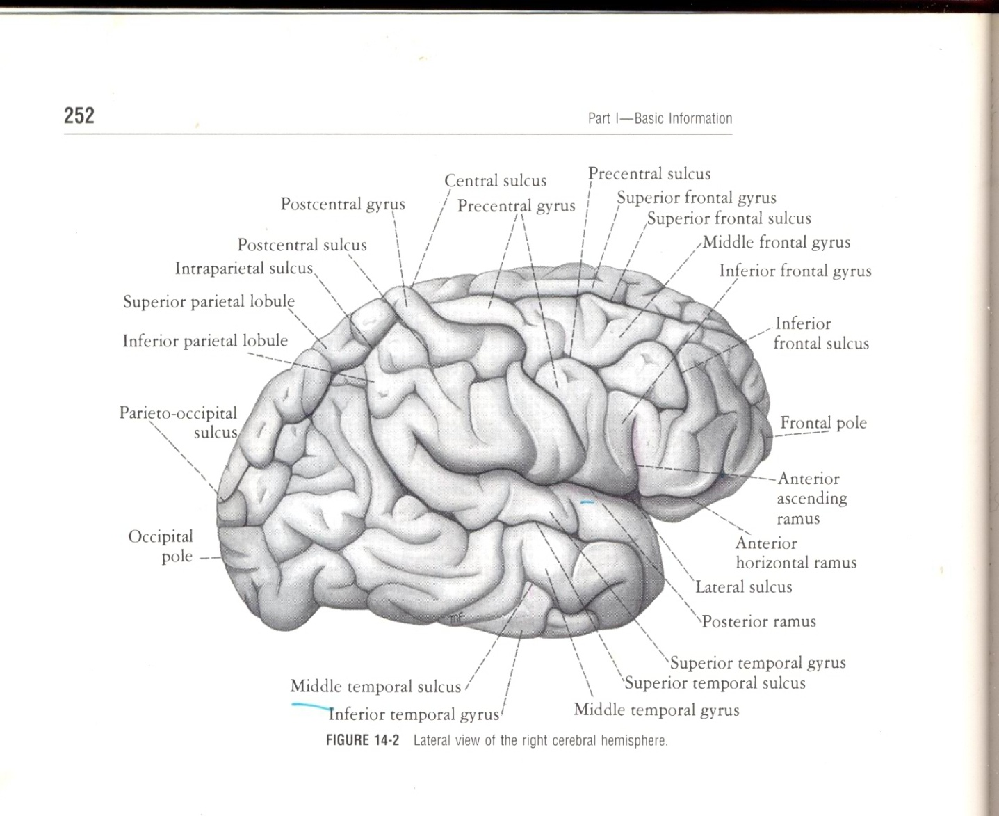 252
Part I—Basic Information
Central sulcus
Precentral sulcus
Postcentral gyrus
Precentral gyrus
Superior frontal gyrus
Superior frontal sulcus
Postcentral sulcus
Middle frontal gyrus
Intraparietal sulcus
Inferior frontal gyrus
Superior parietal lobule
Inferior
frontal sulcus
Inferior parietal lobule
Parieto-occipital
sulcus
Frontal pole
Anterior
ascending
ramus
Occipital
pole
Anterior
horizontal ramus
Lateral sulcus
mf
Posterior ramus
Superior temporal gyrus
Middle temporal sulcus
Superior temporal sulcus
Inferior temporal gyrus
Middle temporal gyrus
FIGURE 14-2 Lateral view of the right cerebral hemisphere.